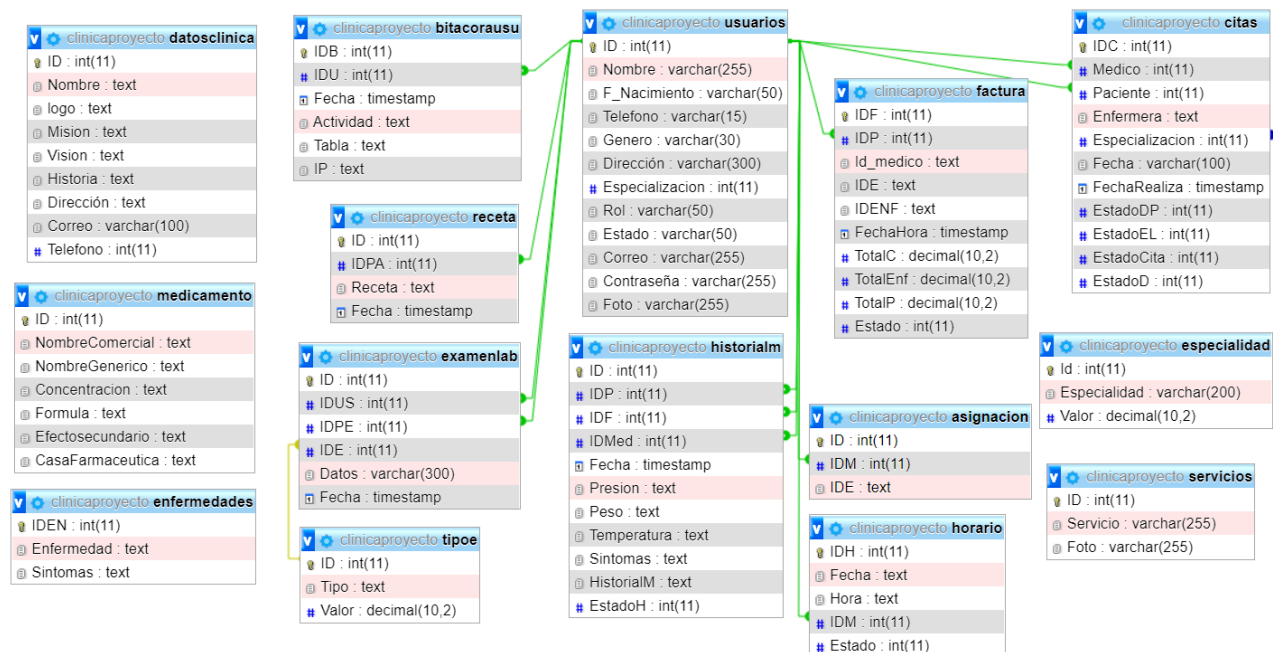 clinicaproyecto datosclinica
ID : int(11)
Nombre : text
logo : text
Mision : text
Vision : text
Historia : text
Dirección : text
Correo : varchar(100)
Telefono : int(11)
clinicaproyecto medicamento
ID : int(11)
NombreComercial : text
NombreGenerico : text
Concentracion : text
Formula : text
Efectosecundario : text
CasaFarmaceutica : text
clinicaproyecto enfermedades
IDEN : int(11)
Enfermedad : text
Sintomas : text
clinicaproyecto bitacorausu
IDB : int(11)
IDU : int(11)
Fecha : timestamp
Actividad : text
Tabla : text
IP : text
clinicaproyecto receta
ID : int(11)
IDPA : int(11)
Receta : text
Fecha : timestamp
clinicaproyecto examenlab
ID : int(11)
IDUS : int(11)
IDPE : int(11)
IDE : int(11)
Datos : varchar(300)
Fecha : timestamp
clinicaproyecto tipoe
ID : int(11)
Tipo : text
Valor : decimal(10,2)
clinicaproyecto usuarios
ID : int(11)
Nombre : varchar(255)
F_Nacimiento : varchar(50)
Telefono : varchar(15)
Genero : varchar(30)
Dirección : varchar(300)
Especializacion : int(11)
Rol : varchar(50)
Estado : varchar(50)
Correo : varchar(255)
Contraseña : varchar(255)
Foto : varchar(255)
clinicaproyecto historialm
ID : int(11)
IDP : int(11)
IDF : int(11)
IDMed : int(11)
Fecha : timestamp
Presion : text
Peso : text
Temperatura : text
Sintomas : text
HistorialM : text
EstadoH : int(11)
clinicaproyecto factura
IDF : int(11)
IDP : int(11)
Id_medico : text
IDE : text
IDENF : text
FechaHora : timestamp
TotalC : decimal(10,2)
TotalEnf : decimal(10,2)
TotalP : decimal(10,2)
Estado : int(11)
clinicaproyecto asignacion
ID : int(11)
IDM : int(11)
IDE : text
clinicaproyecto horario
IDH : int(11)
Fecha : text
Hora : text
IDM : int(11)
Estado : int(11)
clinicaproyecto citas
IDC : int(11)
Medico : int(11)
Paciente : int(11)
Enfermera : text
Especializacion : int(11)
Fecha : varchar(100)
FechaRealiza : timestamp
EstadoDP : int(11)
EstadoEL : int(11)
EstadoCita : int(11)
EstadoD : int(11)
clinicaproyecto especialidad
Id : int(11)
Especialidad : varchar(200)
Valor : decimal(10,2)
clinicaproyecto servicios
ID : int(11)
Servicio : varchar(255)
Foto : varchar(255)